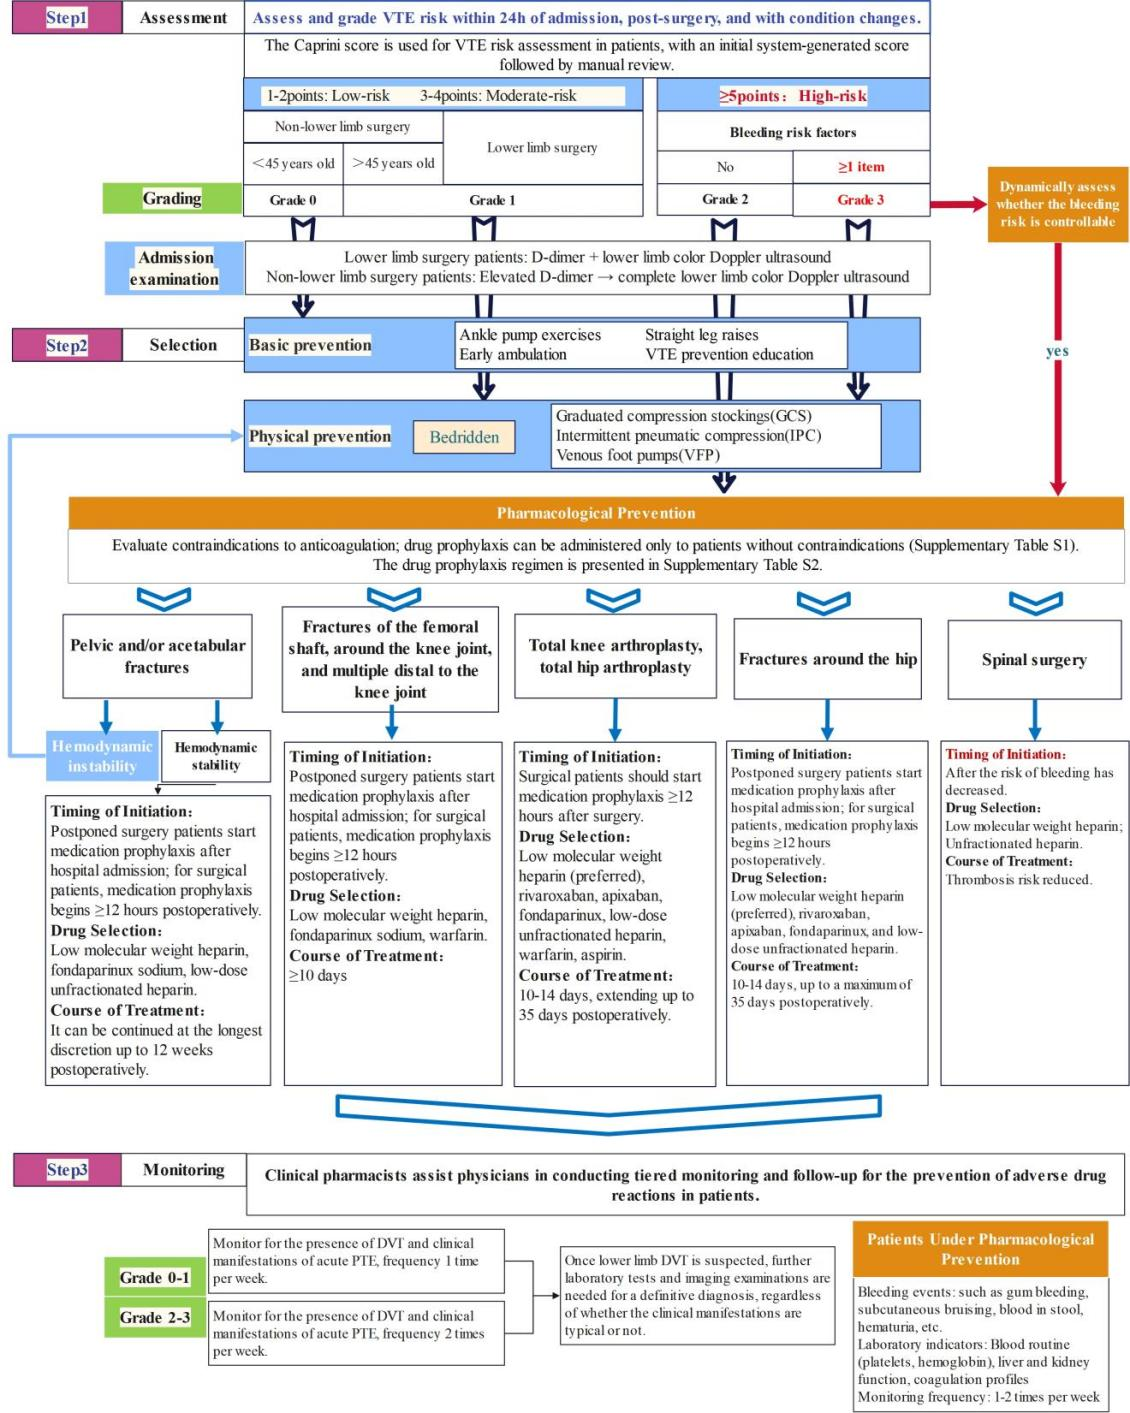 Step1
Assessment
Assess and grade VTE risk within 24h of admission, post-surgery, and with condition changes.
The Caprini score is used for VTE risk assessment in patients, with an initial system-generated score
followed by manual review.
1-2points: Low-risk 3-4points: Moderate-risk
≥5points： High-risk
Non-lower limb surgery
Lower limb surgery
<45 years old
>45 years old
Bleeding risk factors
No
≥1 item
Grading
Grade 0
Grade 1
Grade 2
Grade 3
Dynamically assess
whether the bleeding
risk is controllable
Admission
examination
Lower limb surgery patients: D-dimer + lower limb color Doppler ultrasound
Non-lower limb surgery patients: Elevated D-dimer → complete lower limb color Doppler ultrasound
Step2
Selection
Basic prevention
Ankle pump exercises Straight leg raises
Early ambulation VTE prevention education
yes
Physical prevention
Bedridden
Graduated compression stockings(GCS)
Intermittent pneumatic compression(IPC)
Venous foot pumps(VFP)
Pharmacological Prevention
Evaluate contraindications to anticoagulation; drug prophylaxis can be administered only to patients without contraindications (Supplementary Table S1).
The drug prophylaxis regimen is presented in Supplementary Table S2.
Pelvic and/or acetabular
fractures
Hemodynamic
instability
Hemodynamic
stability
Timing of Initiation：
Postponed surgery patients start
medication prophylaxis after
hospital admission; for surgical
patients, medication prophylaxis
begins ≥12 hours postoperatively.
Drug Selection：
Low molecular weight heparin,
fondaparinux sodium, low-dose
unfractionated heparin.
Course of Treatment：
It can be continued at the longest
discretion up to 12 weeks
postoperatively.
Fractures of the femoral
shaft, around the knee joint,
and multiple distal to the
knee joint
Timing of Initiation：
Postponed surgery patients start
medication prophylaxis after
hospital admission; for surgical
patients, medication prophylaxis
begins ≥12 hours
postoperatively.
Drug Selection：
Low molecular weight heparin,
fondaparinux sodium, warfarin.
Course of Treatment：
≥10 days
Total knee arthroplasty,
total hip arthroplasty
Timing of Initiation：
Surgical patients should start
medication prophylaxis ≥12
hours after surgery.
Drug Selection：
Low molecular weight
heparin (preferred),
rivaroxaban, apixaban,
fondaparinux, low-dose
unfractionated heparin,
warfarin, aspirin.
Course of Treatment：
10-14 days, extending up to
35 days postoperatively.
Fractures around the hip
Timing of Initiation：
Postponed surgery patients start
medication prophylaxis after
hospital admission; for surgical
patients, medication prophylaxis
begins ≥12 hours
postoperatively.
Drug Selection：
Low molecular weight heparin
(preferred), rivaroxaban,
apixaban, fondaparinux, and low-
dose unfractionated heparin.
Course of Treatment：
10-14 days, up to a maximum of
35 days postoperatively.
Spinal surgery
Timing of Initiation：
After the risk of bleeding has
decreased.
Drug Selection：
Low molecular weight heparin;
Unfractionated heparin.
Course of Treatment：
Thrombosis risk reduced.
Step3
Monitoring
Clinical pharmacists assist physicians in conducting tiered monitoring and follow-up for the prevention of adverse drug
reactions in patients.
Grade 0-1
Monitor for the presence of DVT and clinical
manifestations of acute PTE, frequency 1 time
per week.
Grade 2-3
Monitor for the presence of DVT and clinical
manifestations of acute PTE, frequency 2 times
per week.
Once lower limb DVT is suspected, further
laboratory tests and imaging examinations are
needed for a definitive diagnosis, regardless
of whether the clinical manifestations are
typical or not.
Patients Under Pharmacological
Prevention
Bleeding events: such as gum bleeding,
subcutaneous bruising, blood in stool,
hematuria, etc.
Laboratory indicators: Blood routine
(platelets, hemoglobin), liver and kidney
function, coagulation profiles
Monitoring frequency: 1-2 times per week